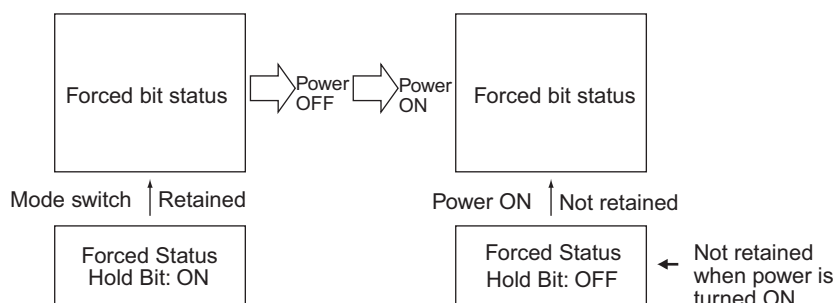 Forced bit status
Power
OFF
Power
ON
Forced bit status
Mode switch
Retained
Power ON
Not retained
Forced Status
Hold Bit: ON
Forced Status
Hold Bit: OFF
Not retained
when power is
turned ON